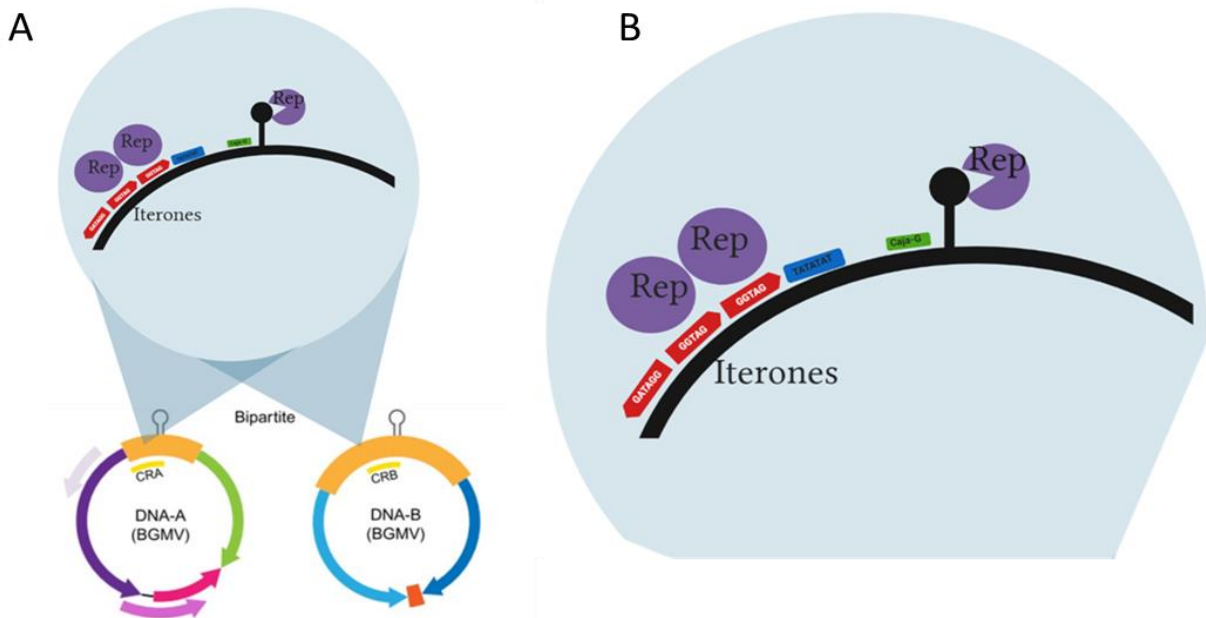 A
Rep
Rep
Rep
Iterones
Bipartite
CRA
CRB
DNA-A
(BGMV)
DNA-B
(BGMV)
B
Rep
Rep
Rep
Caja-G
TATATAT
GGTAG
GGTAG
GATAGG
Iterones